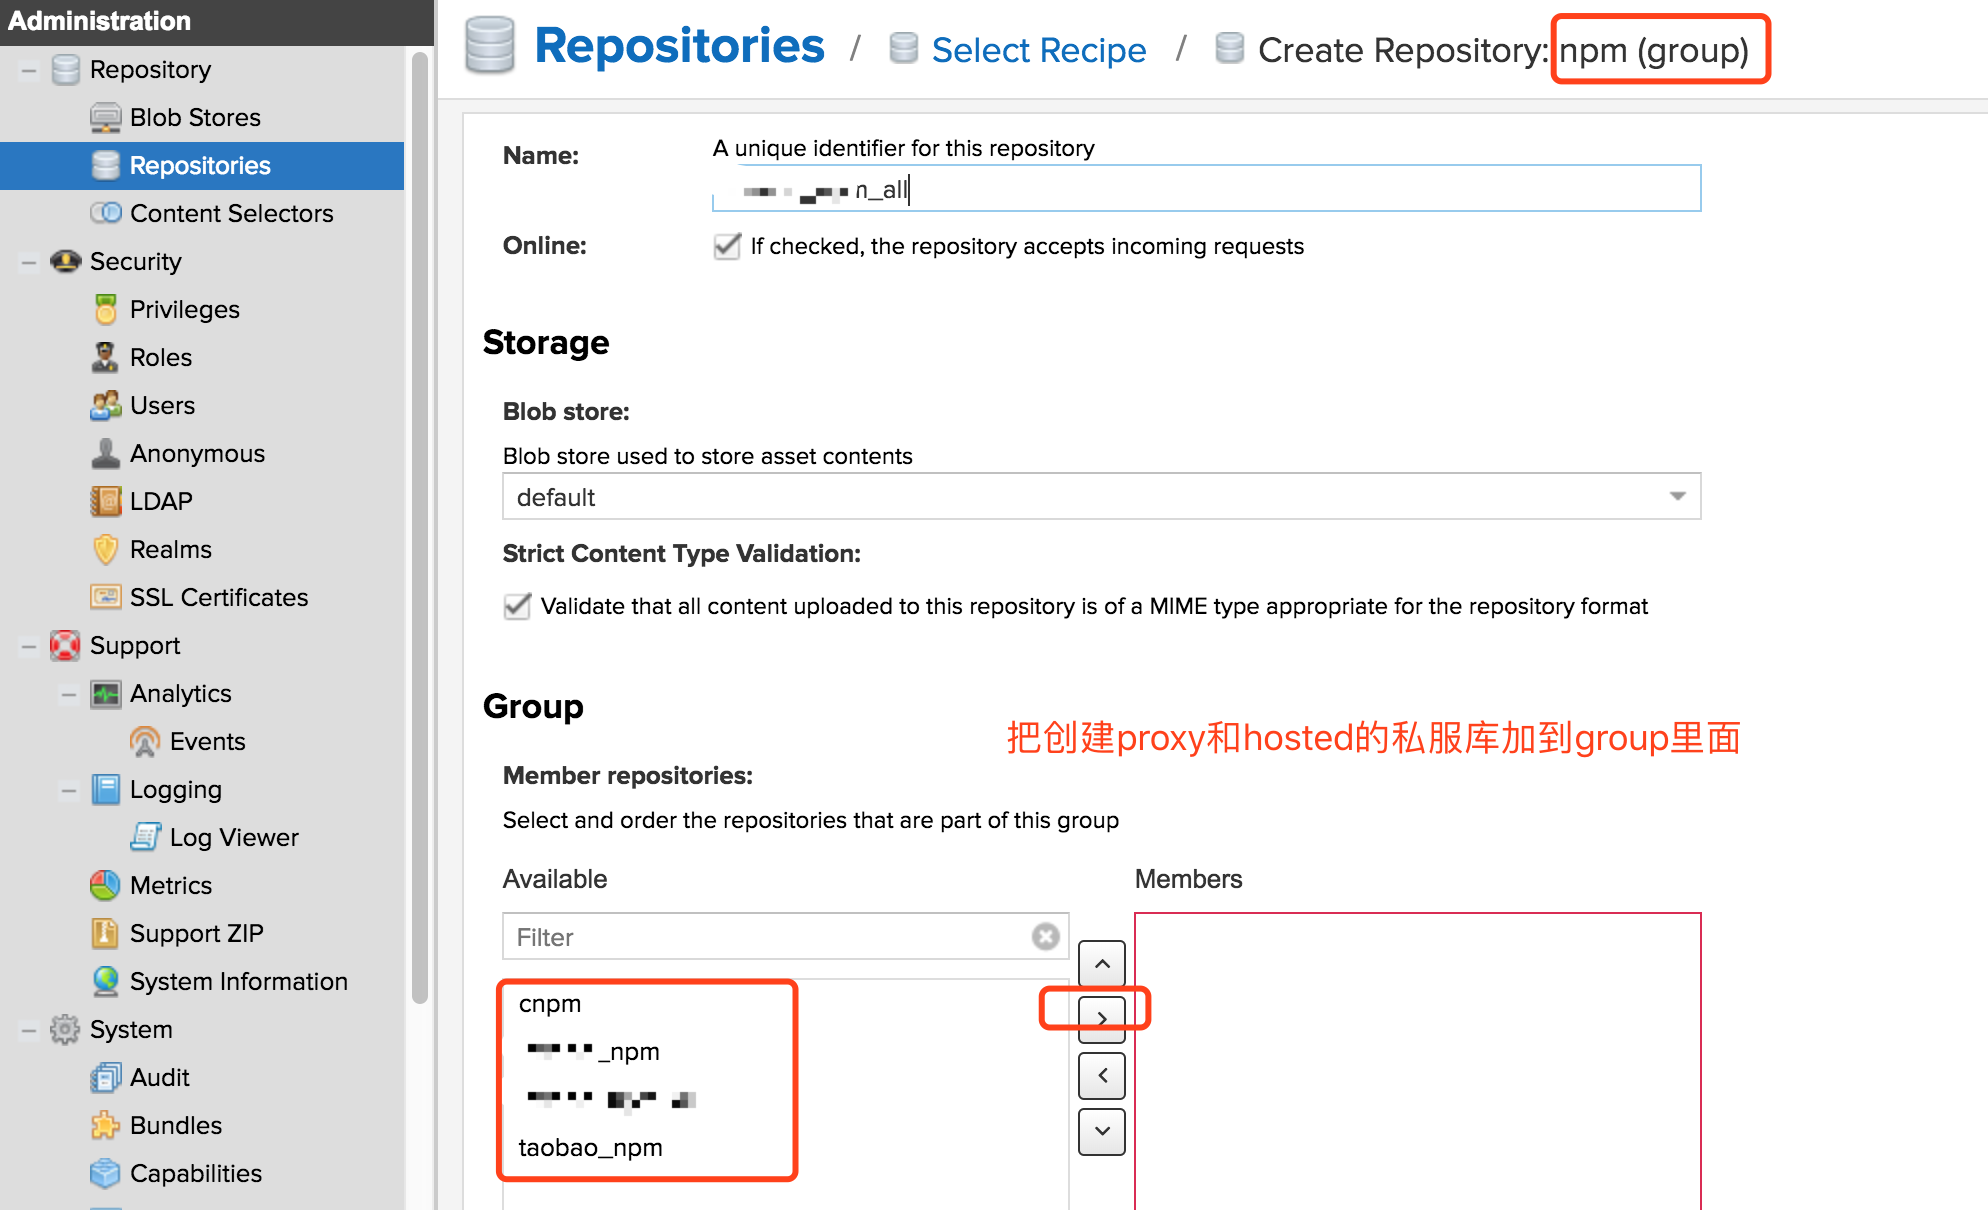 Administration
Repository
Blob Stores
Repositories
Content Selectors
Security
Privileges
Roles
Users
Anonymous
LDAP
Realms
SSL Certificates
Support
Analytics
Events
Logging
Log Viewer
Metrics
Support ZIP
System Information
System
Audit
Bundles
Capabilities
Repositories / Select Recipe / Create Repository: npm (group)
Name:
A unique identifier for this repository
n_all
Online:
If checked, the repository accepts incoming requests
Storage
Blob store:
Blob store used to store asset contents
default
Strict Content Type Validation:
Validate that all content uploaded to this repository is of a MIME type appropriate for the repository format
Group
把创建proxy和hosted的私服库加到group里面
Member repositories:
Select and order the repositories that are part of this group
Available
Filter
cnpm
_npm
taobao_npm
Members